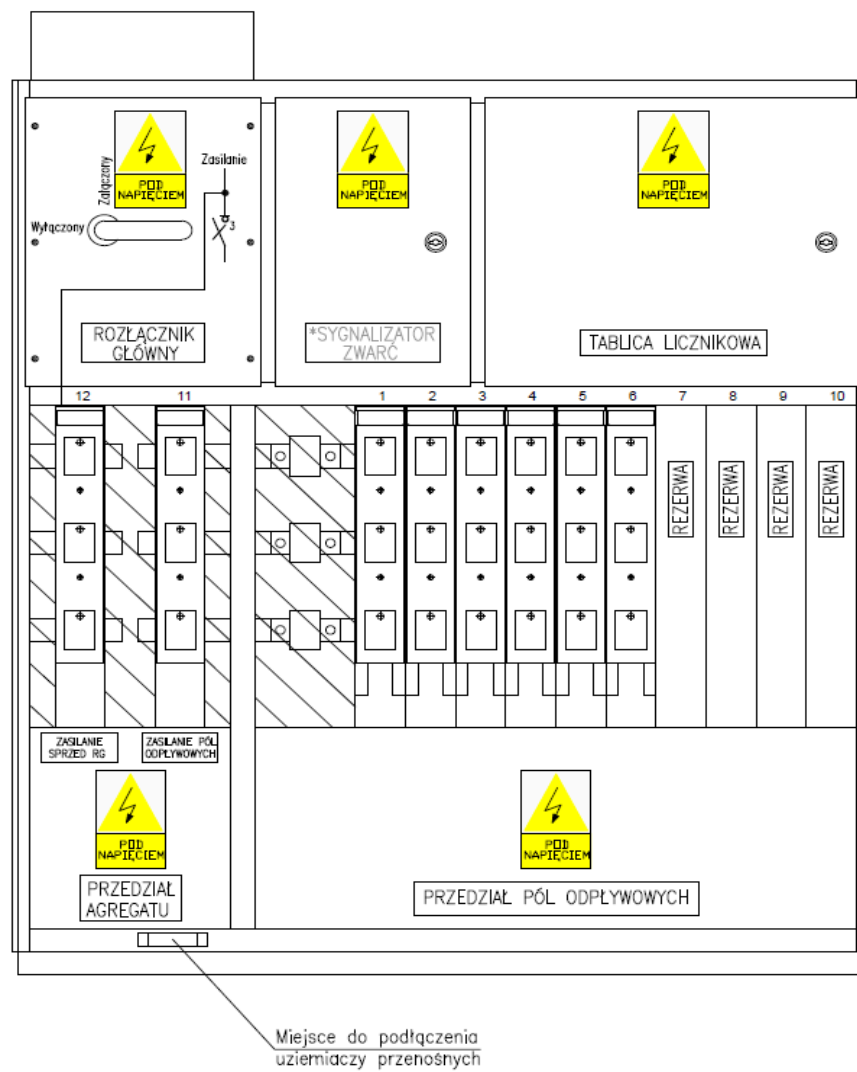 POD
NAPIĘCIEM
Załączony
Zasilanie
Wyłączony
3
ROZŁĄCZNIK
GŁÓWNY
POD
NAPIĘCIEM
*SYGNALIZATOR
ZWARĆ
POD
NAPIĘCIEM
TABLICA LICZNIKOWA
12
11
1
2
3
4
5
6
7
8
9
10
REZERWA
REZERWA
REZERWA
REZERWA
ZASILANIE
SPRZED RG
ZASILANIE PÓL
ODPŁYWOWYCH
POD
NAPIĘCIEM
PRZEDZIAŁ
AGREGATU
POD
NAPIĘCIEM
PRZEDZIAŁ PÓL ODPŁYWOWYCH
Miejsce do podłączenia
uziemiaczy przenośnych